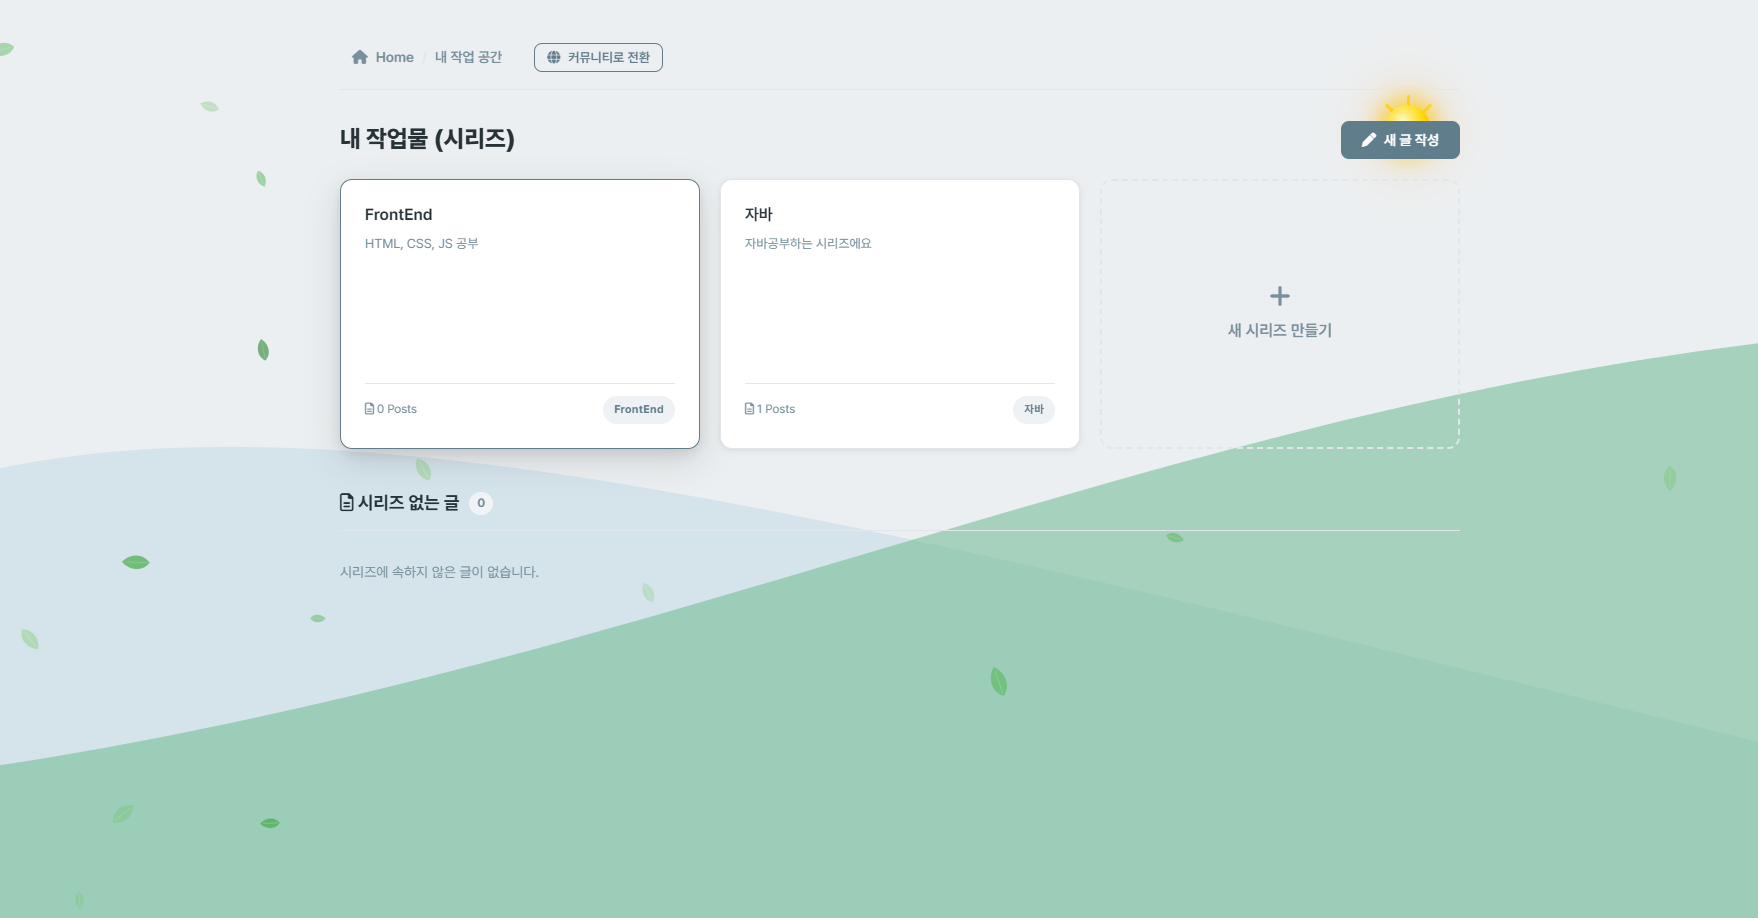 Home / 내 작업 공간 커뮤니티로 전환
내 작업물 (시리즈) 새 글 작성
FrontEnd
HTML, CSS, JS 공부
0 Posts FrontEnd
자바
자바공부하는 시리즈에요
1 Posts 자바
새 시리즈 만들기
시리즈 없는 글 0
시리즈에 속하지 않은 글이 없습니다.